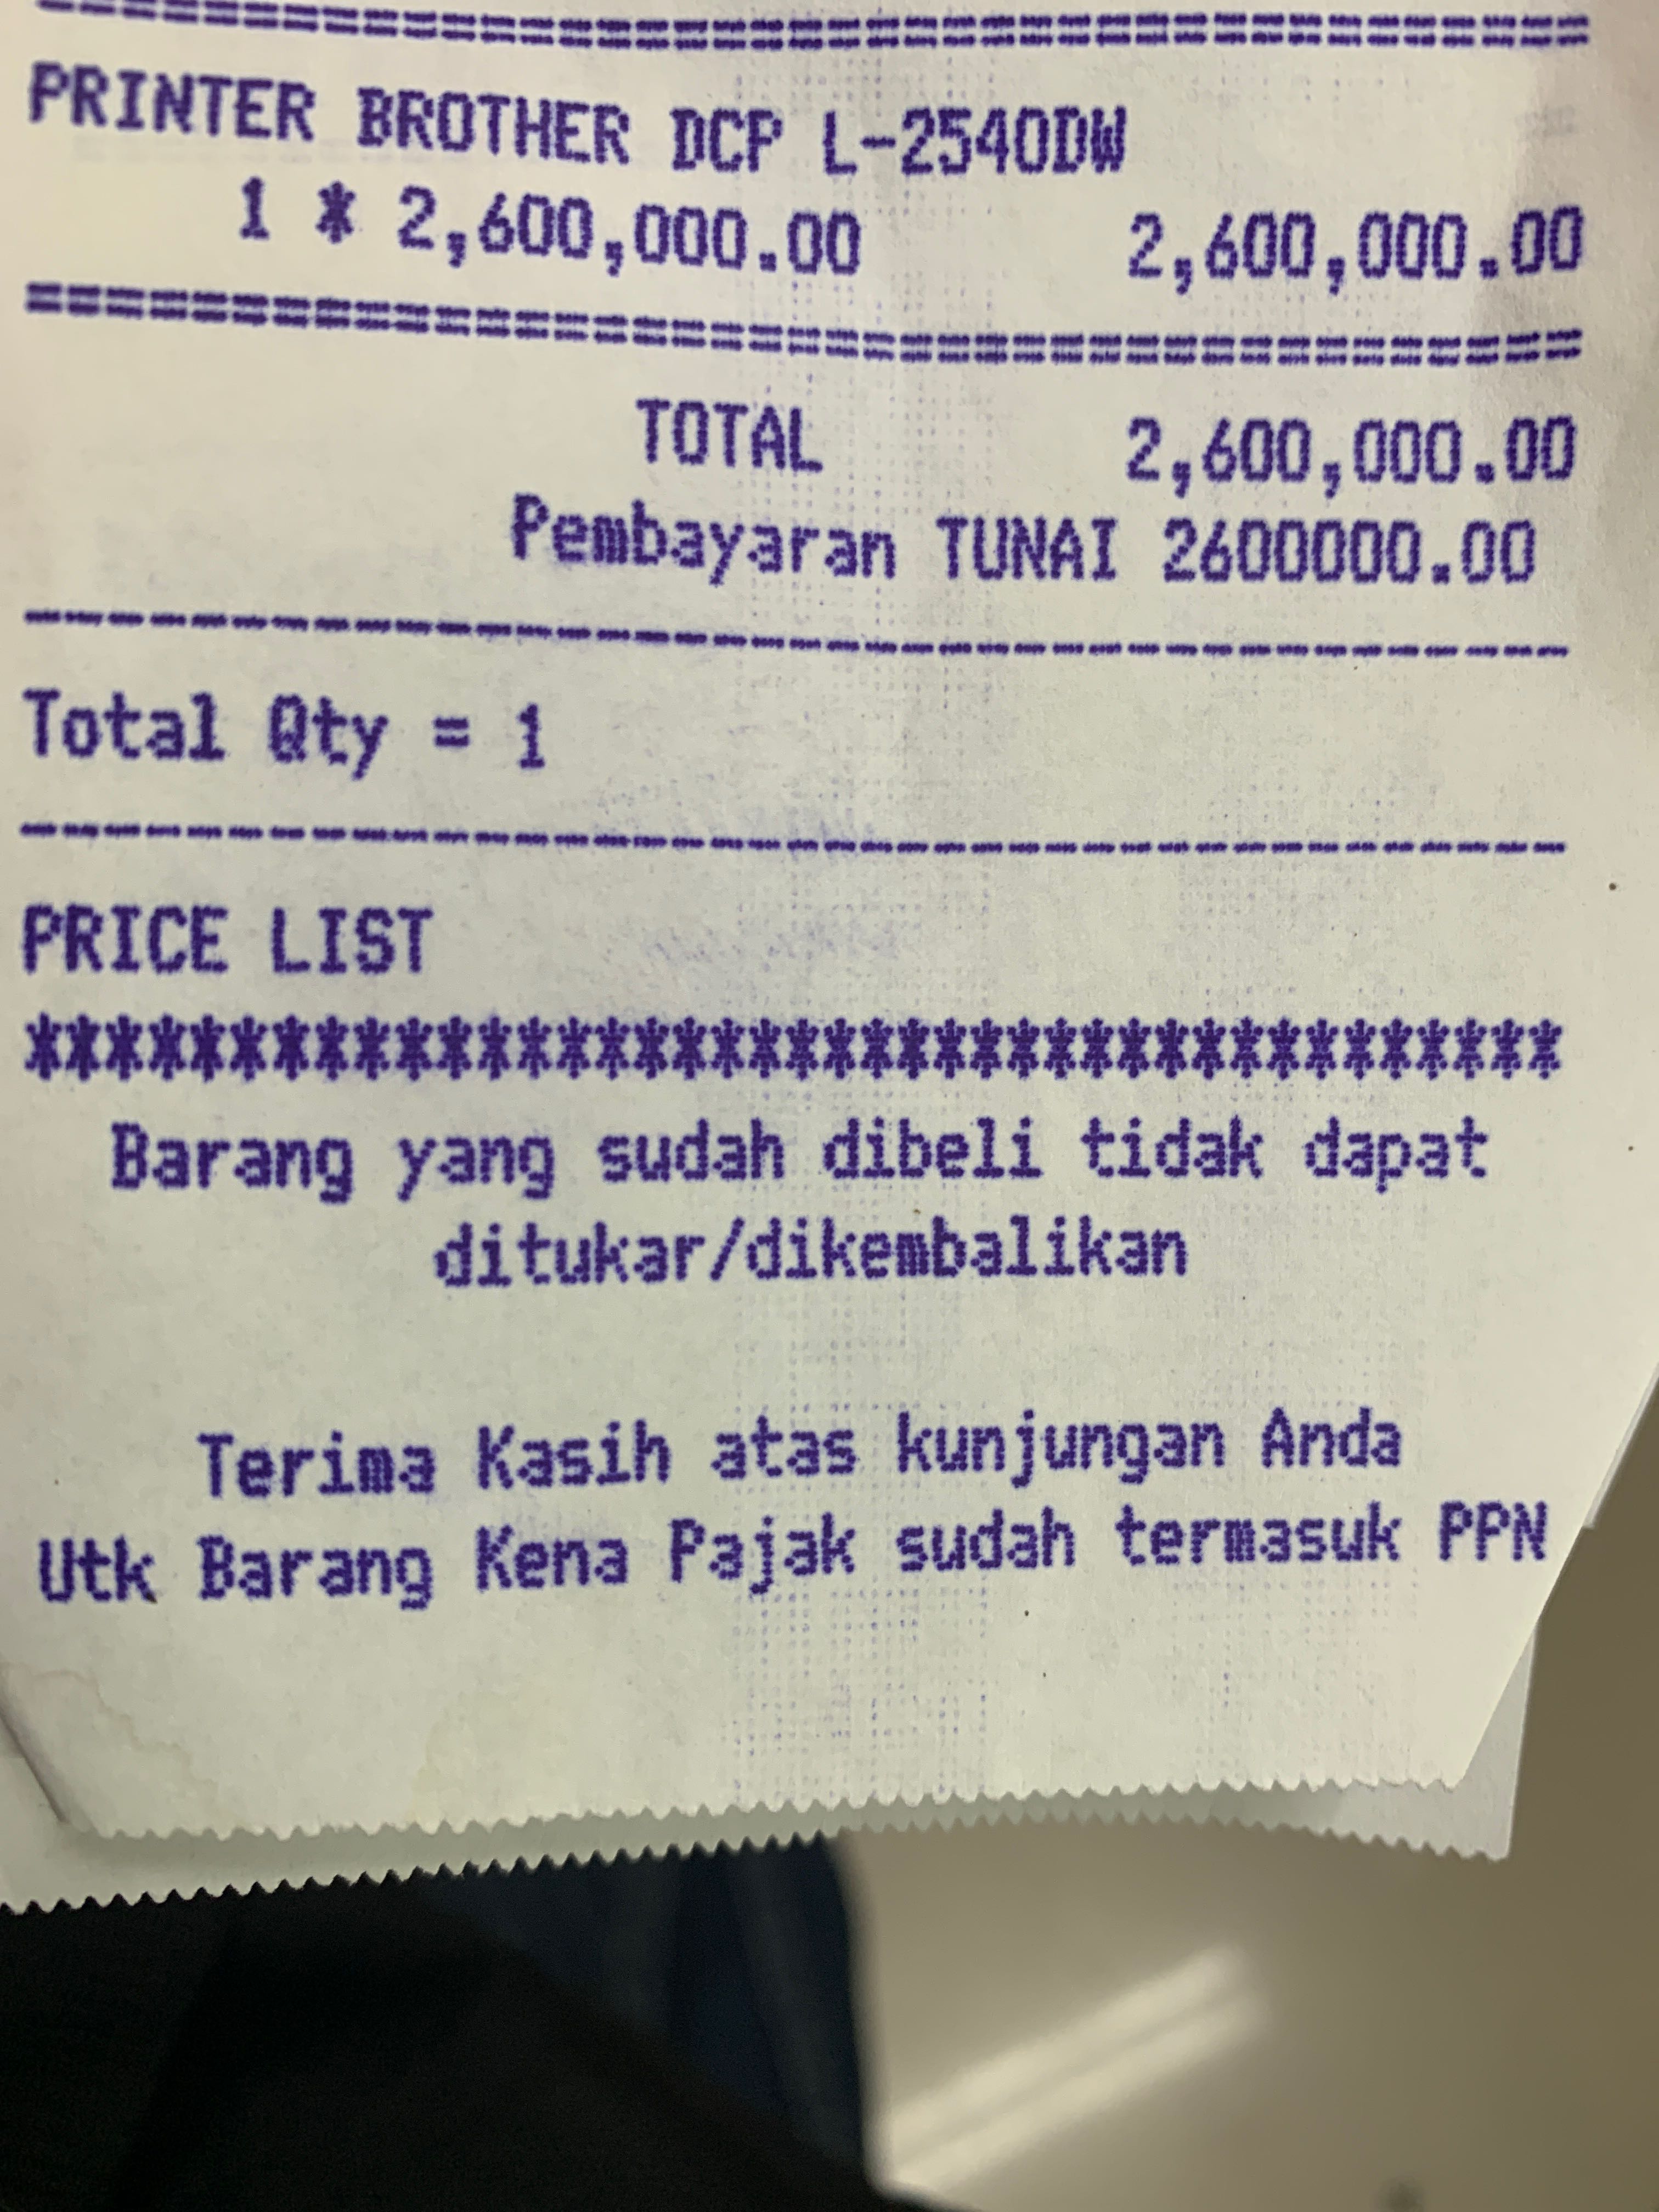 ========================================
PRINTER BROTHER DCP L-2540DW
1 * 2,600,000.00 2,600,000.00
========================================
TOTAL 2,600,000.00
Pembayaran TUNAI 2600000.00
----------------------------------------
Total Qty = 1
----------------------------------------
PRICE LIST
****************************************
Barang yang sudah dibeli tidak dapat
ditukar/dikembalikan
Terima Kasih atas kunjungan Anda
Utk Barang Kena Pajak sudah termasuk PPN